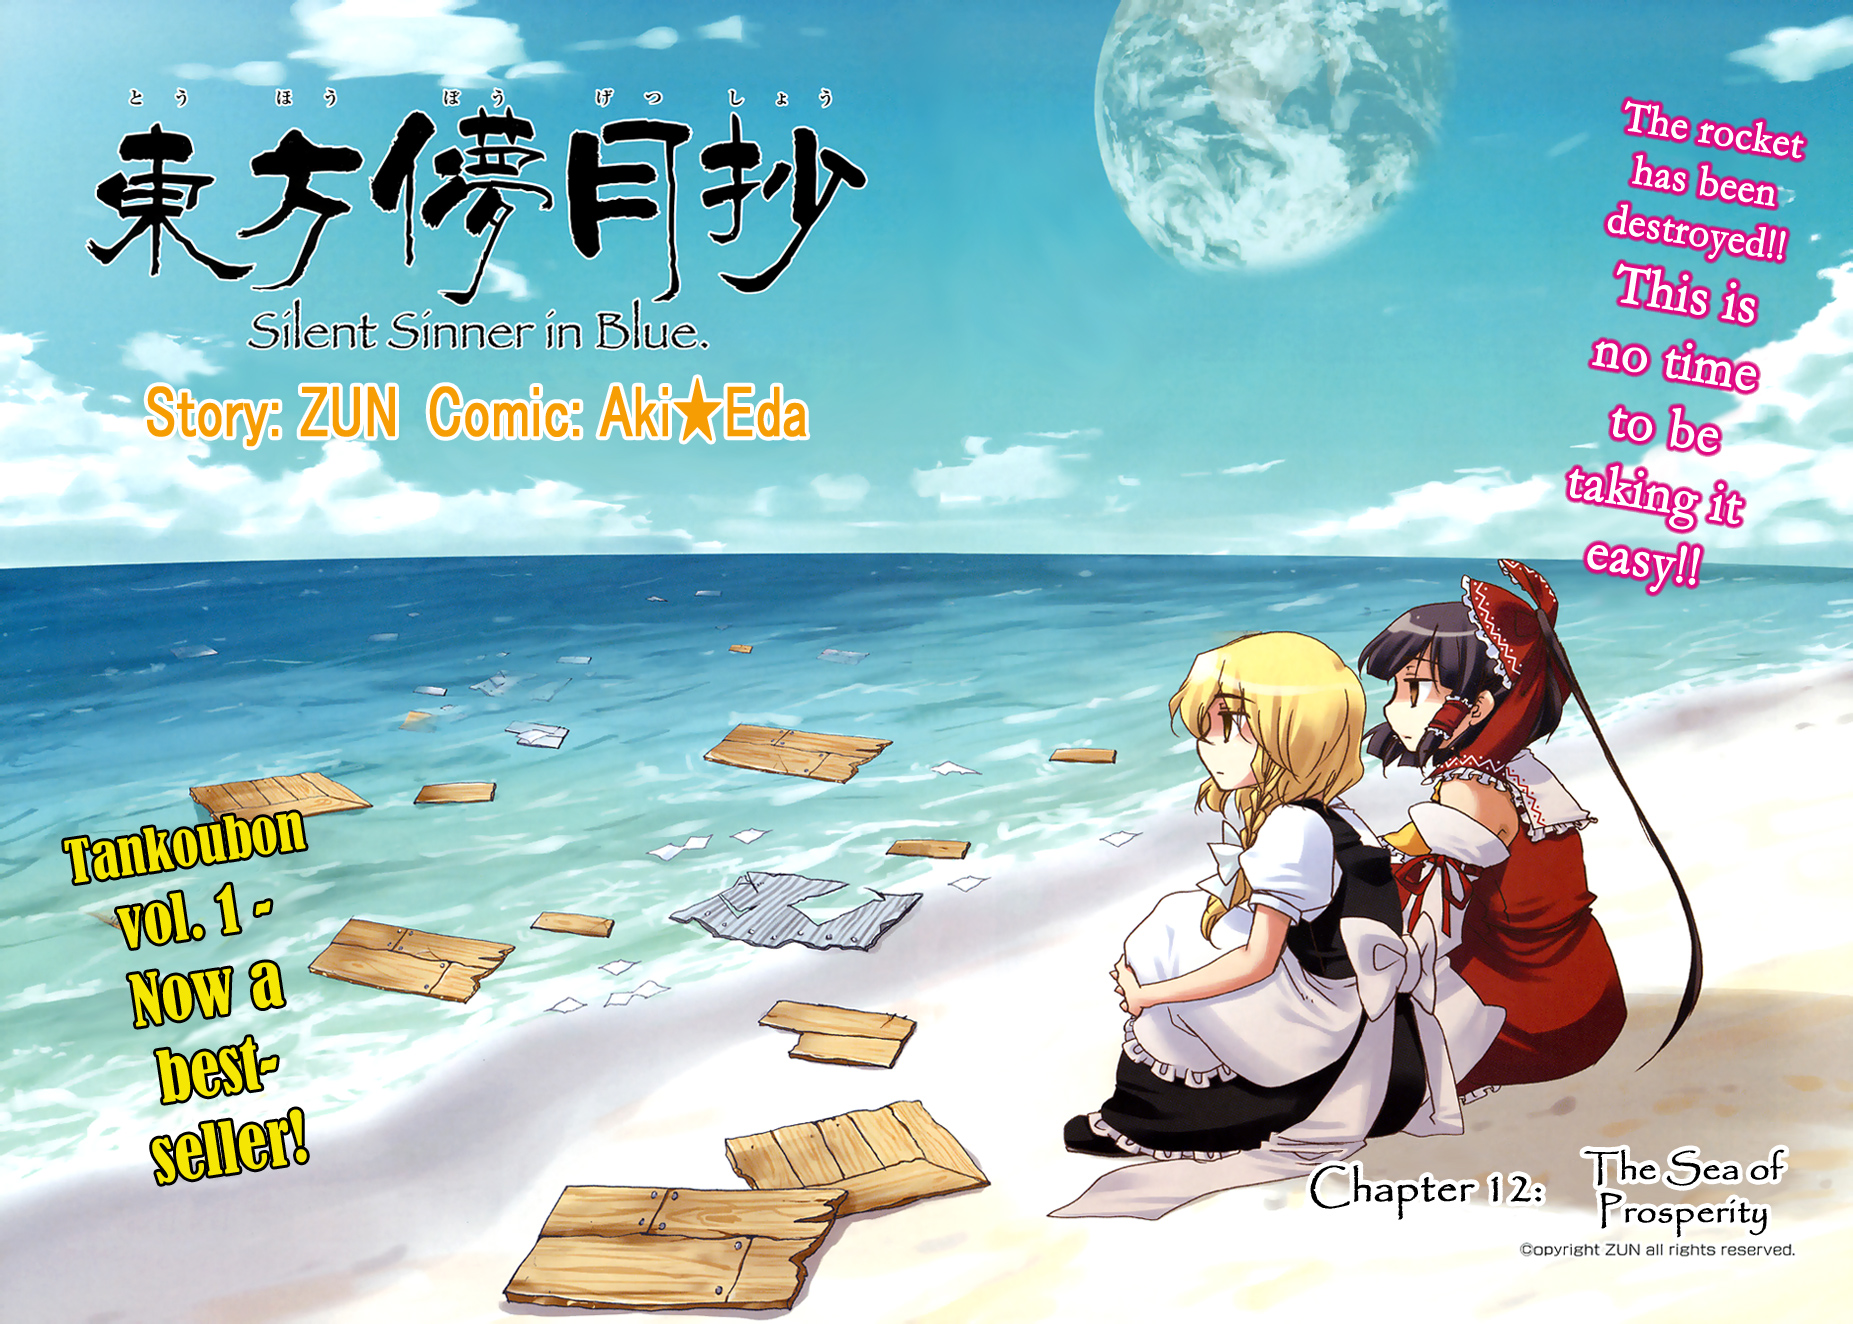 とう ほう ぼう げつ しょう
東方儚月抄
Silent Sinner in Blue.
Story: ZUN Comic: Aki★Eda
The rocket
has been
destroyed!!
This is
no time
to be
taking it
easy!!
Tankoubon
vol. 1 -
Now a
best-
seller!
Chapter 12:
The Sea of
Prosperity
©opyright ZUN all rights reserved.